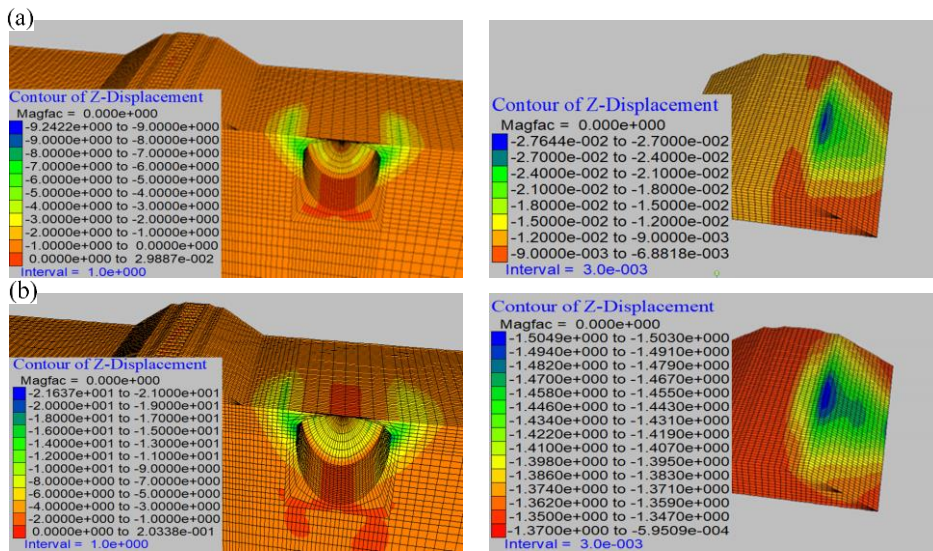 (a)
Contour of Z-Displacement
Magfac = 0.000e+000
-9.2422e+000 to -9.0000e+000
-9.0000e+000 to -8.0000e+000
-8.0000e+000 to -7.0000e+000
-7.0000e+000 to -6.0000e+000
-6.0000e+000 to -5.0000e+000
-5.0000e+000 to -4.0000e+000
-4.0000e+000 to -3.0000e+000
-3.0000e+000 to -2.0000e+000
-2.0000e+000 to -1.0000e+000
-1.0000e+000 to 0.0000e+000
0.0000e+000 to 2.9887e-002
Interval = 1.0e+000
Contour of Z-Displacement
Magfac = 0.000e+000
-2.7644e-002 to -2.7000e-002
-2.7000e-002 to -2.4000e-002
-2.4000e-002 to -2.1000e-002
-2.1000e-002 to -1.8000e-002
-1.8000e-002 to -1.5000e-002
-1.5000e-002 to -1.2000e-002
-1.2000e-002 to -9.0000e-003
-9.0000e-003 to -6.8818e-003
Interval = 3.0e-003
(b)
Contour of Z-Displacement
Magfac = 0.000e+000
-2.1637e+001 to -2.1000e+001
-2.0000e+001 to -1.9000e+001
-1.8000e+001 to -1.7000e+001
-1.6000e+001 to -1.5000e+001
-1.4000e+001 to -1.3000e+001
-1.2000e+001 to -1.1000e+001
-1.0000e+001 to -9.0000e+000
-8.0000e+000 to -7.0000e+000
-6.0000e+000 to -5.0000e+000
-4.0000e+000 to -3.0000e+000
-2.0000e+000 to -1.0000e+000
0.0000e+000 to 2.0338e-001
Interval = 1.0e+000
Contour of Z-Displacement
Magfac = 0.000e+000
-1.5049e+000 to -1.5030e+000
-1.4940e+000 to -1.4910e+000
-1.4820e+000 to -1.4790e+000
-1.4700e+000 to -1.4670e+000
-1.4580e+000 to -1.4550e+000
-1.4460e+000 to -1.4430e+000
-1.4340e+000 to -1.4310e+000
-1.4220e+000 to -1.4190e+000
-1.4100e+000 to -1.4070e+000
-1.3980e+000 to -1.3950e+000
-1.3860e+000 to -1.3830e+000
-1.3740e+000 to -1.3710e+000
-1.3620e+000 to -1.3590e+000
-1.3500e+000 to -1.3470e+000
-1.3700e+000 to -5.9509e-004
Interval = 3.0e-003